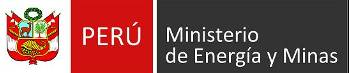 PERÚ
Ministerio
de Energía y Minas